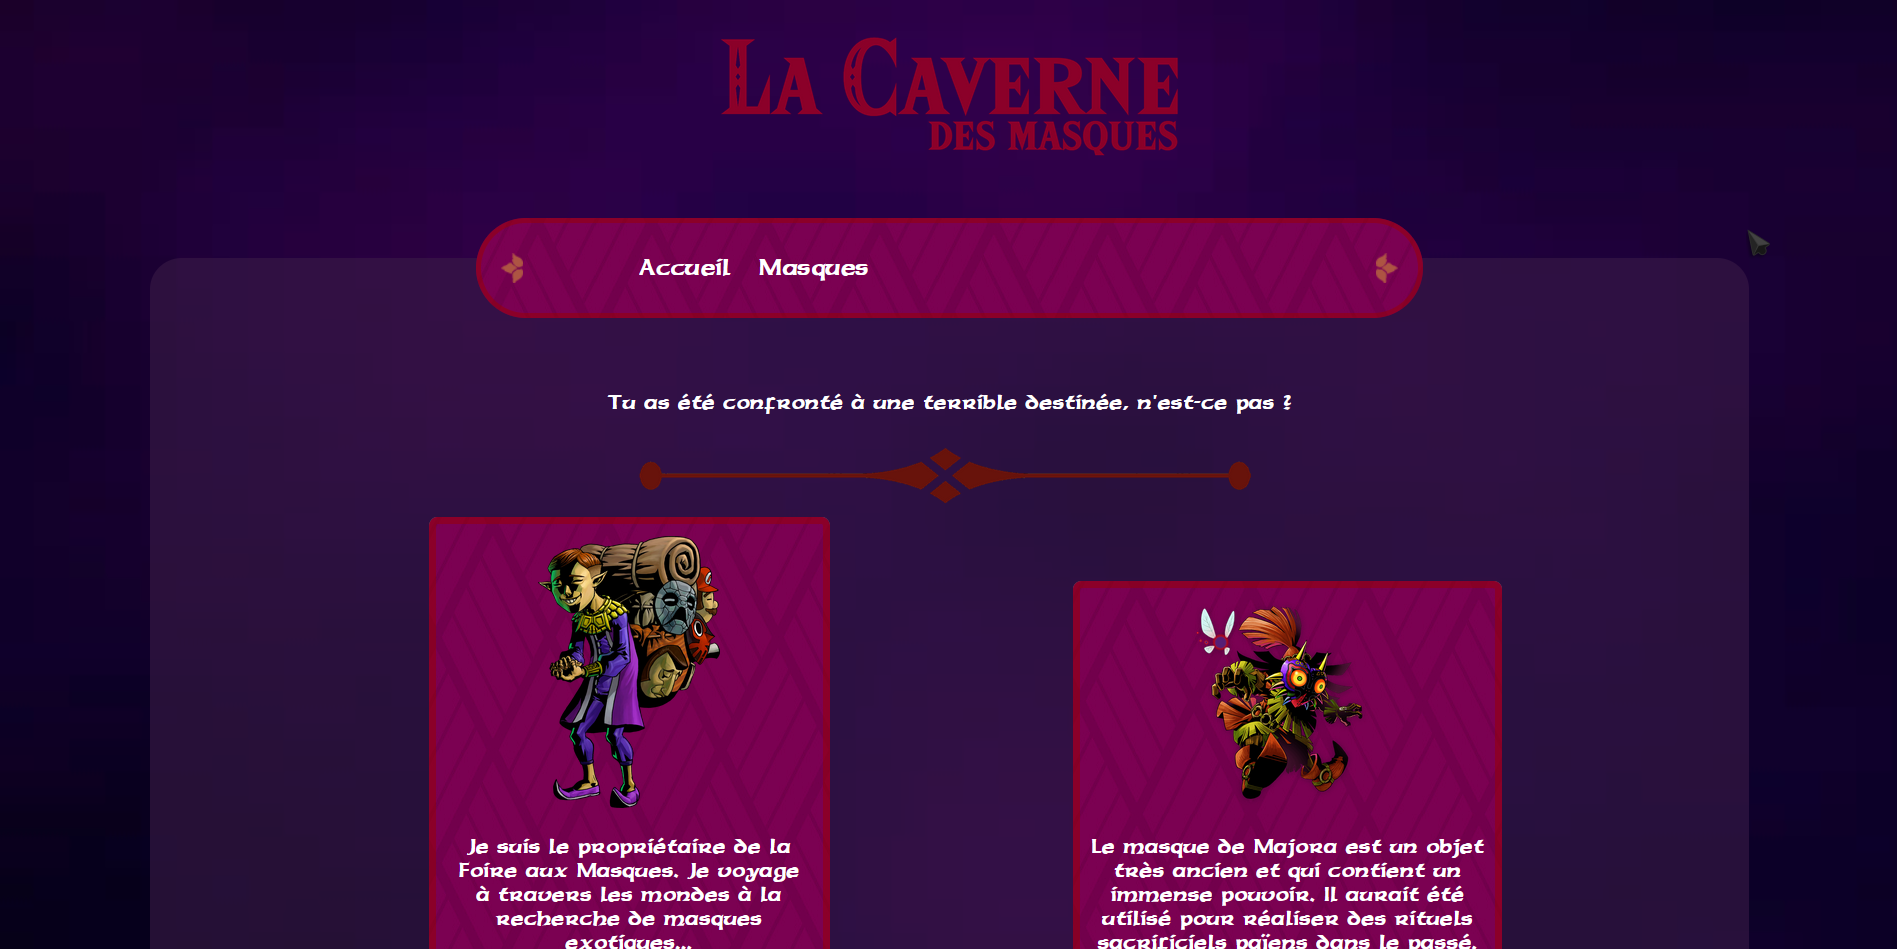 La Caverne
des Masques
Accueil Masques
Tu as été confronté à une terrible destinée, n'est-ce pas ?
Je suis le propriétaire de la
Foire aux Masques. Je voyage
à travers les mondes à la
recherche de masques
exotiques...
Le masque de Majora est un objet
très ancien et qui contient un
immense pouvoir. Il aurait été
utilisé pour réaliser des rituels
sacrificiels païens dans le passé.